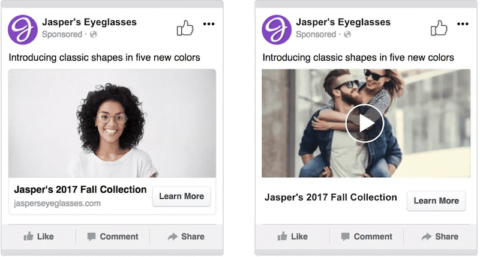 Jasper's Eyeglasses
Sponsored ·
Introducing classic shapes in five new colors
Jasper's 2017 Fall Collection
jasperseyeglasses.com
Learn More
Like Comment Share
Jasper's Eyeglasses
Sponsored ·
Introducing classic shapes in five new colors
Jasper's 2017 Fall Collection
Learn More
Like Comment Share